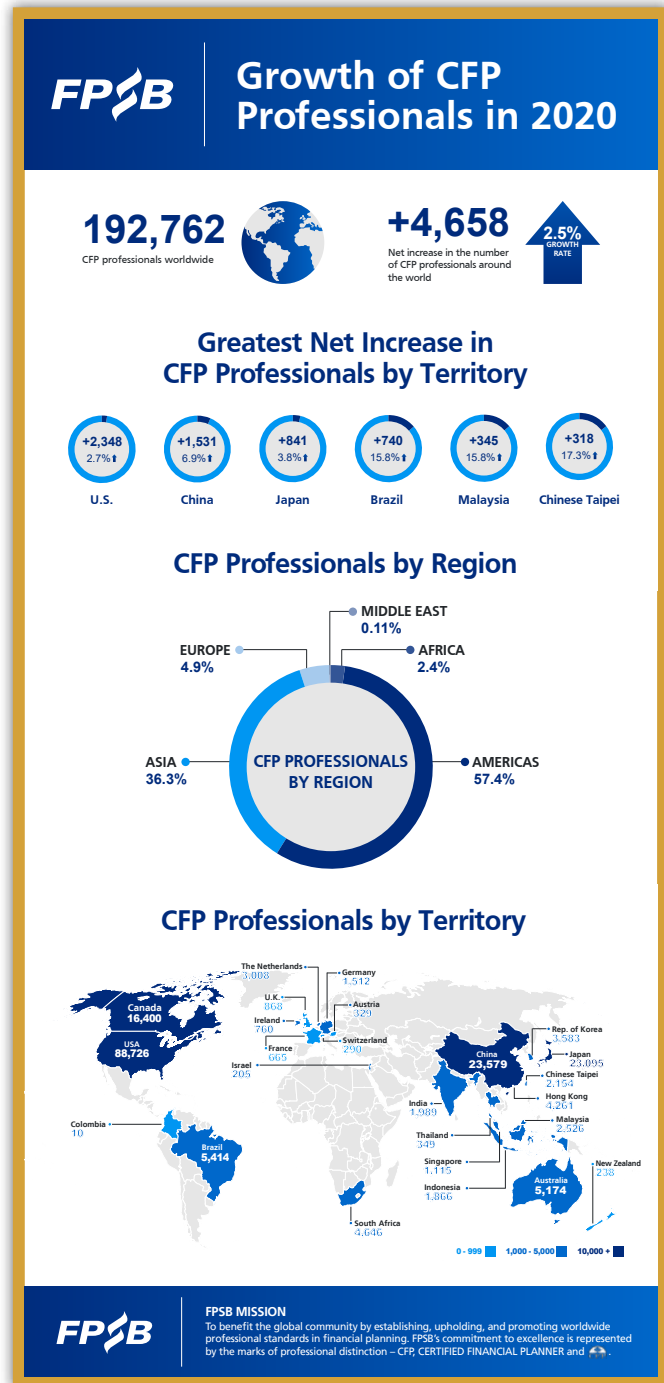 FPSB
Growth of CFP
Professionals in 2020
192,762
CFP professionals worldwide
+4,658
Net increase in the number
of CFP professionals around
the world
2.5%
GROWTH
RATE
Greatest Net Increase in
CFP Professionals by Territory
+2,348
2.7%⬆
U.S.
+1,531
6.9%⬆
China
+841
3.8%⬆
Japan
+740
15.8%⬆
Brazil
+345
15.8%⬆
Malaysia
+318
17.3%⬆
Chinese Taipei
CFP Professionals by Region
MIDDLE EAST
0.11%
EUROPE
4.9%
AFRICA
2.4%
ASIA
36.3%
CFP PROFESSIONALS
BY REGION
AMERICAS
57.4%
CFP Professionals by Territory
The Netherlands
3,008
Germany
1,512
U.K.
868
Austria
329
Ireland
760
Switzerland
290
France
665
Israel
205
Canada
16,400
USA
88,726
China
23,579
Rep. of Korea
3,583
Japan
23,095
Chinese Taipei
2,154
Hong Kong
4,261
India
1,989
Malaysia
2,526
Colombia
10
Brazil
5,414
Thailand
349
Singapore
1,115
Indonesia
1,866
New Zealand
238
Australia
5,174
South Africa
4,646
0 - 999
1,000 - 5,000
10,000 +
FPSB
FPSB MISSION
To benefit the global community by establishing, upholding, and promoting worldwide
professional standards in financial planning. FPSB's commitment to excellence is represented
by the marks of professional distinction – CFP, CERTIFIED FINANCIAL PLANNER and .